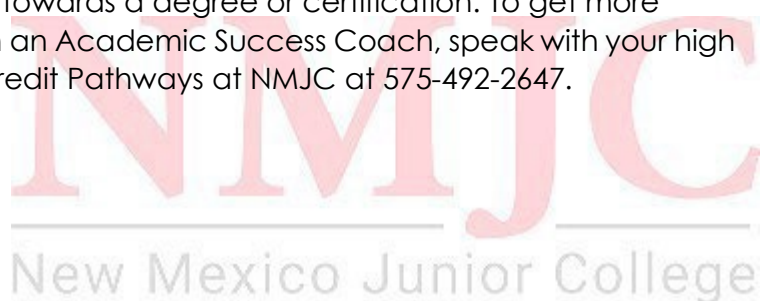 towards a degree or certification. To get more
an Academic Success Coach, speak with your high
redit Pathways at NMJC at 575-492-2647.
NMJC
New Mexico Junior College